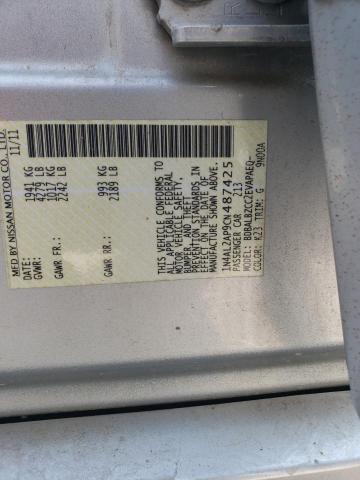 MFD BY NISSAN MOTOR CO., LTD.
DATE: 11/11
GVWR: 1941 KG
4279 LB
GAWR FR: 1017 KG
2242 LB
GAWR RR: 993 KG
2189 LB
THIS VEHICLE CONFORMS TO
ALL APPLICABLE FEDERAL
MOTOR VEHICLE SAFETY,
BUMPER, AND THEFT
PREVENTION STANDARDS IN
EFFECT ON THE DATE OF
MANUFACTURE SHOWN ABOVE.
1N4AL2AP9CN487425
PASSENGER CAR J13
MODEL: BDBALBZCC2EVAPAEQ-
COLOR: K23 TRIM: G 9N00A